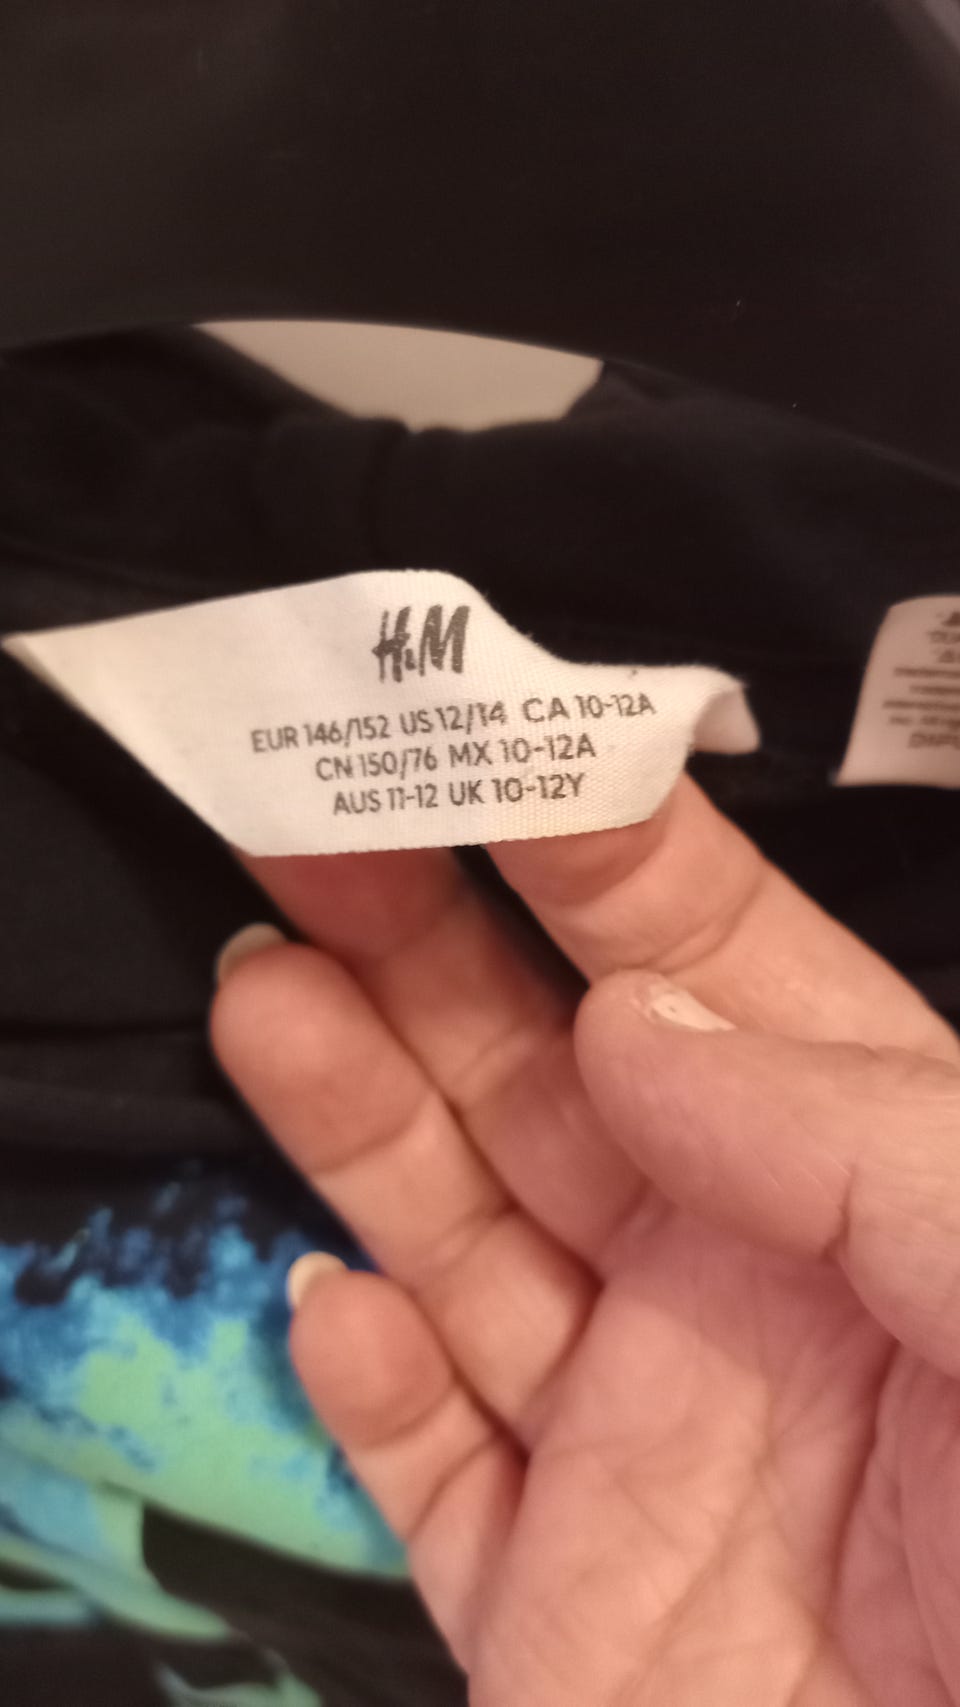 H&M
EUR 146/152 US 12/14 CA 10-12A
CN 150/76 MX 10-12A
AUS 11-12 UK 10-12Y